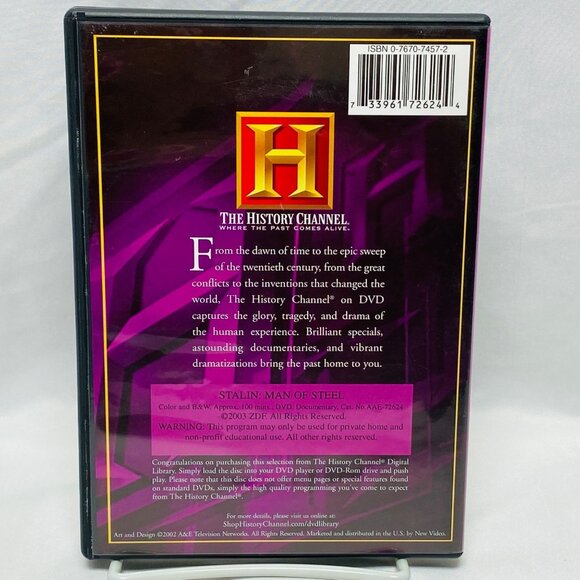 ISBN 0-7670-7457-2
7 33961 72624 4
H
THE HISTORY CHANNEL.
WHERE THE PAST COMES ALIVE.
From the dawn of time to the epic sweep
of the twentieth century, from the great
conflicts to the inventions that changed the
world, The History Channel® on DVD
captures the glory, tragedy, and drama of
the human experience. Brilliant specials,
astounding documentaries, and vibrant
dramatizations bring the past home to you.
STALIN: MAN OF STEEL
Color and B&W, Approx. 100 mins., DVD, Documentary, Cat. No. AAE-72624
©2003 ZDF. All Rights Reserved.
WARNING: This program may only be used for private home and
non-profit educational use. All other rights reserved.
Congratulations on purchasing this selection from The History Channel® Digital
Library. Simply load the disc into your DVD player or DVD-Rom drive and push
play. Please note that this disc does not offer menu pages or special features found
on standard DVDs, simply the high quality programming you've come to expect
from The History Channel®.
For more details, please visit us online at:
ShopHistoryChannel.com/dvdlibrary
Art and Design ©2002 A&E Television Networks. All Rights Reserved. Marketed and distributed in the U.S. by New Video.